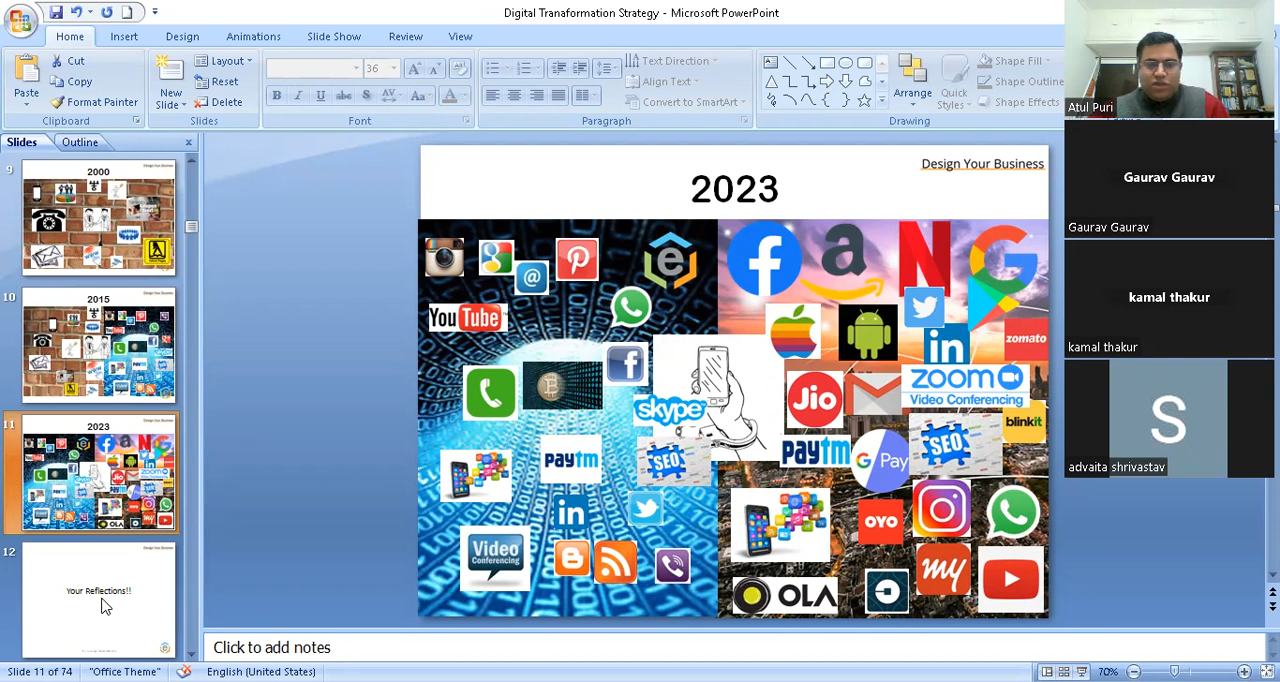 Digital Tranaformation Strategy - Microsoft PowerPoint
Home Insert Design Animations Slide Show Review View
Paste
Cut
Copy
Format Painter
Clipboard
New Slide
Layout
Reset
Delete
Slides
36
Font
Text Direction
Align Text
Convert to SmartArt
Paragraph
Arrange
Quick Styles
Shape Fill
Shape Outline
Shape Effects
Drawing
Slides Outline
9
2000
10
2015
11
2023
12
Your Reflections!!
Design Your Business
2023
YouTube
skype
SEO
paytm
in
Video Conferencing
zomato
in
Jio
zoom
Video Conferencing
blinkit
paytm
G Pay
SEO
OYO
my
OLA
Click to add notes
Slide 11 of 74
"Office Theme"
English (United States)
70%
Atul Puri
Gaurav Gaurav
Gaurav Gaurav
kamal thakur
kamal thakur
S
advaita shrivastav